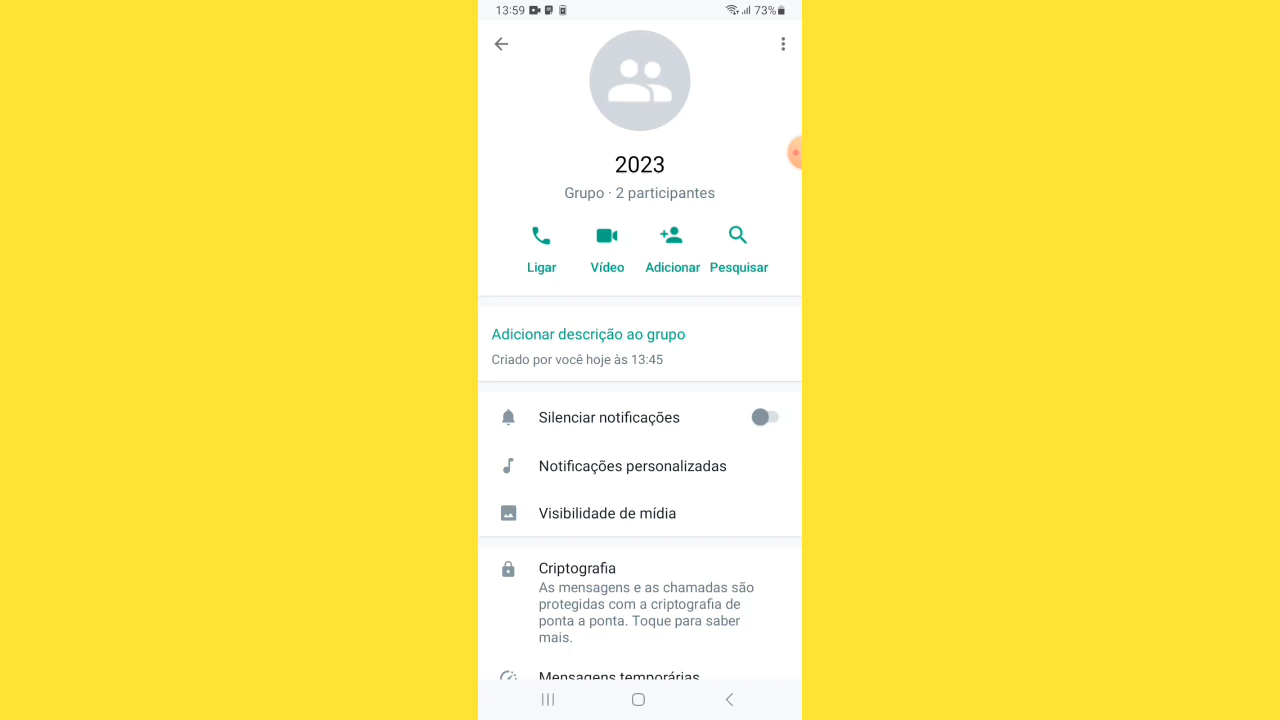 13:59 73%
2023
Grupo · 2 participantes
Ligar Vídeo Adicionar Pesquisar
Adicionar descrição ao grupo
Criado por você hoje às 13:45
Silenciar notificações
Notificações personalizadas
Visibilidade de mídia
Criptografia
As mensagens e as chamadas são
protegidas com a criptografia de
ponta a ponta. Toque para saber
mais.
Mensagens temporárias